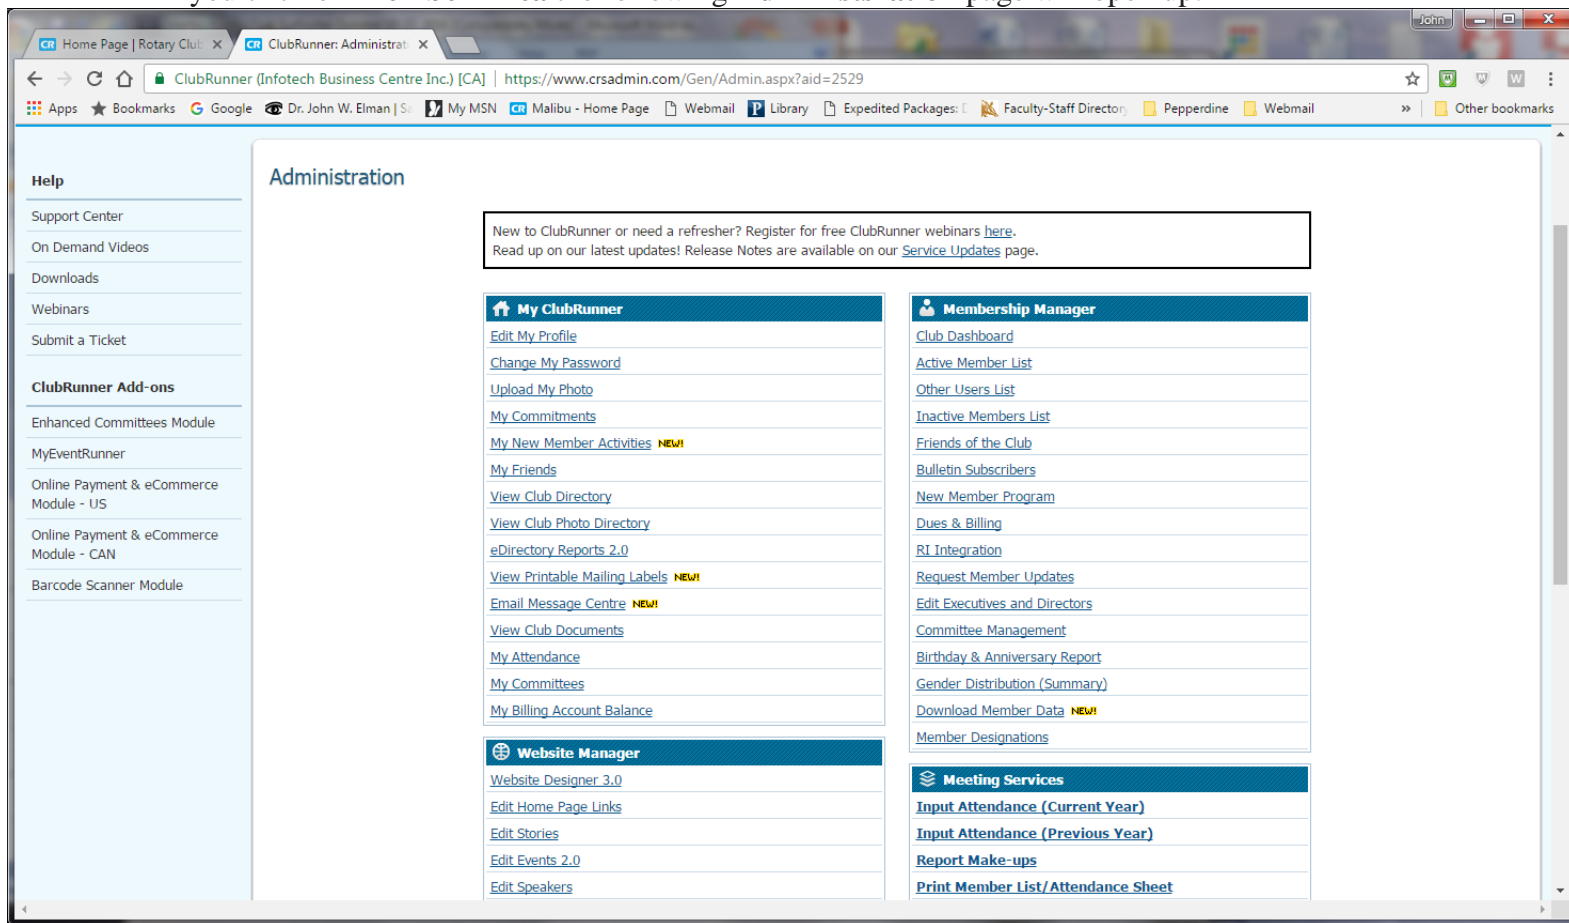 John
Home Page | Rotary Club
ClubRunner: Administrati
ClubRunner (Infotech Business Centre Inc.) [CA] | https://www.crsadmin.com/Gen/Admin.aspx?aid=2529
Apps Bookmarks Google Dr. John W. Elman | Sa My MSN Malibu - Home Page Webmail Library Expedited Packages: D Faculty-Staff Directory Pepperdine Webmail » Other bookmarks
Help
Support Center
On Demand Videos
Downloads
Webinars
Submit a Ticket
ClubRunner Add-ons
Enhanced Committees Module
MyEventRunner
Online Payment & eCommerce
Module - US
Online Payment & eCommerce
Module - CAN
Barcode Scanner Module
Administration
New to ClubRunner or need a refresher? Register for free ClubRunner webinars here.
Read up on our latest updates! Release Notes are available on our Service Updates page.
My ClubRunner
Edit My Profile
Change My Password
Upload My Photo
My Commitments
My New Member Activities NEW!
My Friends
View Club Directory
View Club Photo Directory
eDirectory Reports 2.0
View Printable Mailing Labels NEW!
Email Message Centre NEW!
View Club Documents
My Attendance
My Committees
My Billing Account Balance
Website Manager
Website Designer 3.0
Edit Home Page Links
Edit Stories
Edit Events 2.0
Edit Speakers
Membership Manager
Club Dashboard
Active Member List
Other Users List
Inactive Members List
Friends of the Club
Bulletin Subscribers
New Member Program
Dues & Billing
RI Integration
Request Member Updates
Edit Executives and Directors
Committee Management
Birthday & Anniversary Report
Gender Distribution (Summary)
Download Member Data NEW!
Member Designations
Meeting Services
Input Attendance (Current Year)
Input Attendance (Previous Year)
Report Make-ups
Print Member List/Attendance Sheet